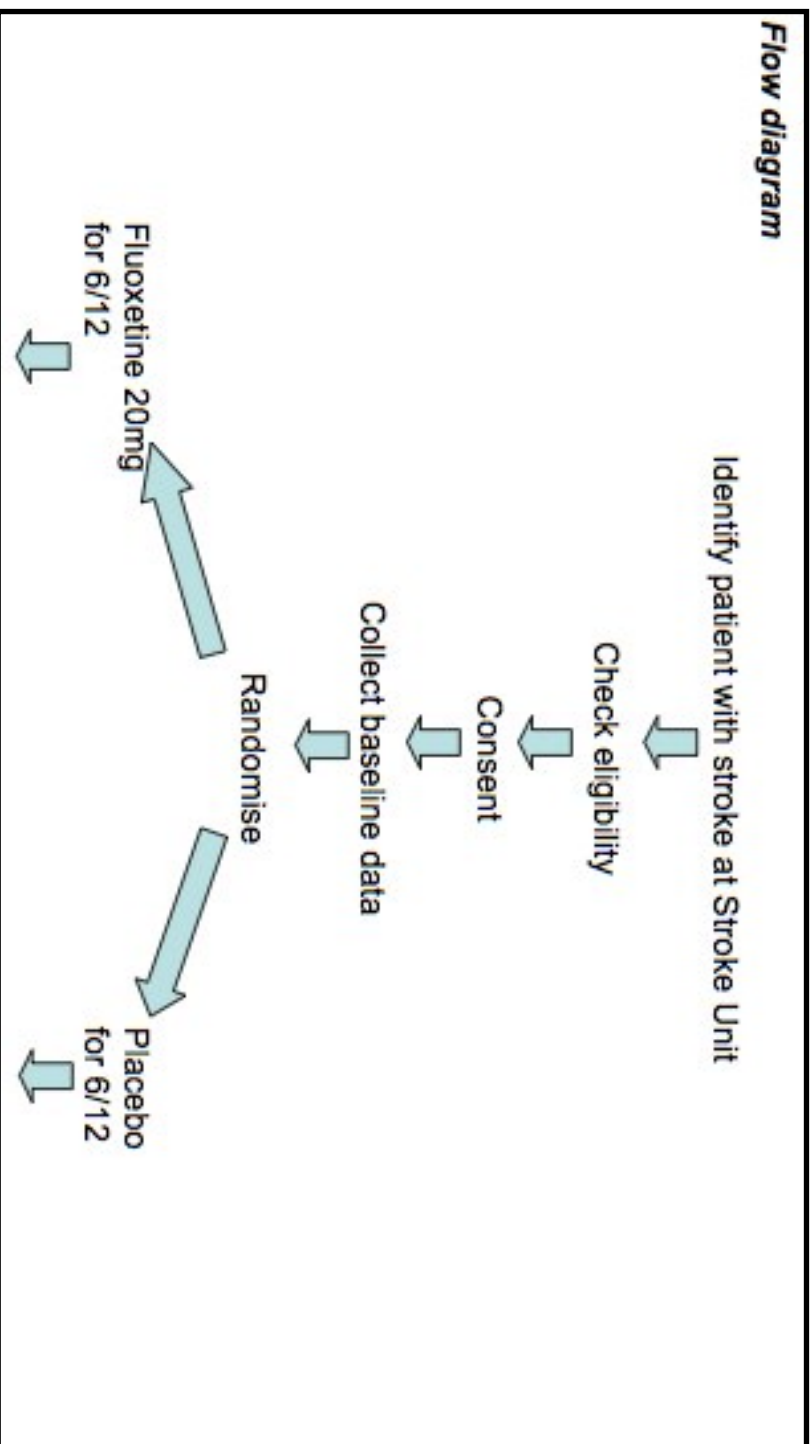 Flow diagram
Identify patient with stroke at Stroke Unit
Check eligibility
Consent
Collect baseline data
Randomise
Fluoxetine 20mg
for 6/12
Placebo
for 6/12